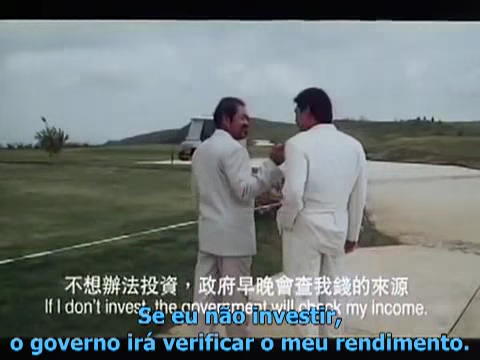 不想辦法投資，政府早晚會查我錢的來源
If I don't invest, the government will check my income.
Se eu não investir,
o governo irá verificar o meu rendimento.